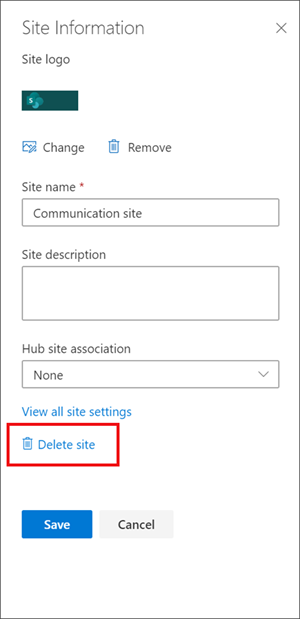 Site Information
Site logo
S
Change Remove
Site name *
Communication site
Site description
Hub site association
None
View all site settings
Delete site
Save Cancel